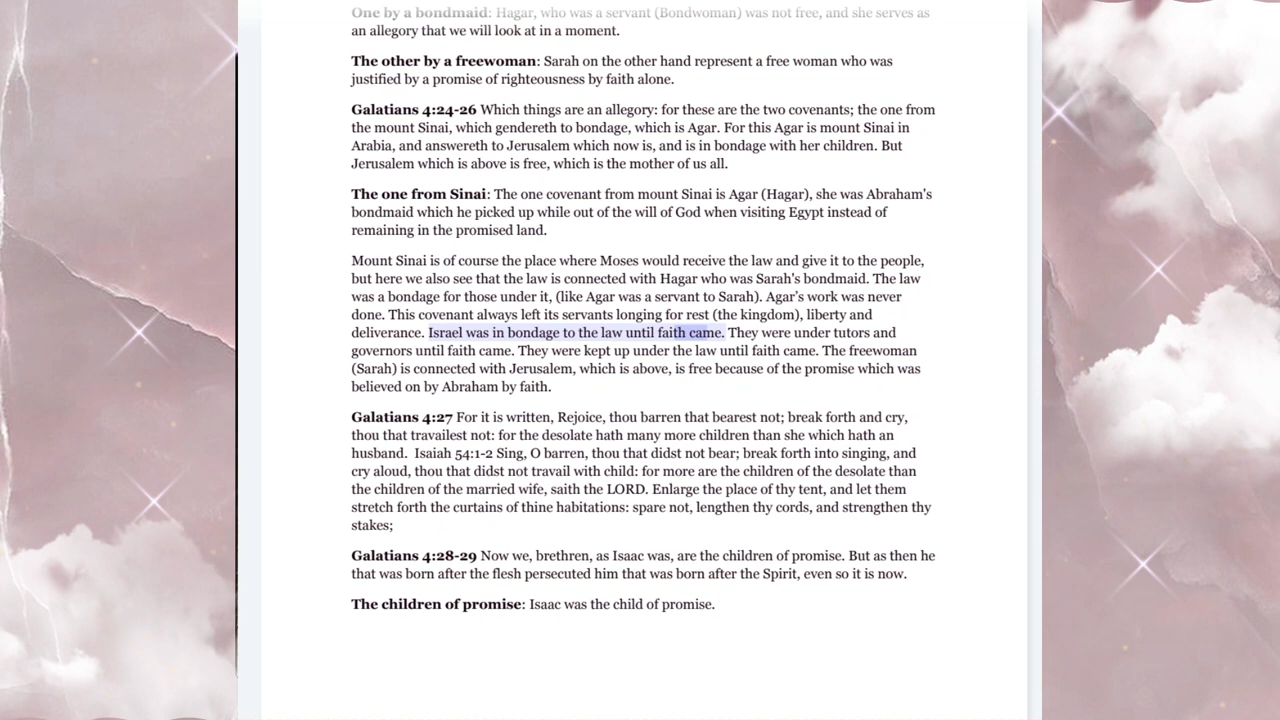 One by a bondmaid: Hagar, who was a servant (Bondwoman) was not free, and she serves as
an allegory that we will look at in a moment.
The other by a freewoman: Sarah on the other hand represent a free woman who was
justified by a promise of righteousness by faith alone.
Galatians 4:24-26 Which things are an allegory: for these are the two covenants; the one from
the mount Sinai, which gendereth to bondage, which is Agar. For this Agar is mount Sinai in
Arabia, and answereth to Jerusalem which now is, and is in bondage with her children. But
Jerusalem which is above is free, which is the mother of us all.
The one from Sinai: The one covenant from mount Sinai is Agar (Hagar), she was Abraham's
bondmaid which he picked up while out of the will of God when visiting Egypt instead of
remaining in the promised land.
Mount Sinai is of course the place where Moses would receive the law and give it to the people,
but here we also see that the law is connected with Hagar who was Sarah's bondmaid. The law
was a bondage for those under it, (like Agar was a servant to Sarah). Agar's work was never
done. This covenant always left its servants longing for rest (the kingdom), liberty and
deliverance. Israel was in bondage to the law until faith came. They were under tutors and
governors until faith came. They were kept up under the law until faith came. The freewoman
(Sarah) is connected with Jerusalem, which is above, is free because of the promise which was
believed on by Abraham by faith.
Galatians 4:27 For it is written, Rejoice, thou barren that bearest not; break forth and cry,
thou that travailest not: for the desolate hath many more children than she which hath an
husband.  Isaiah 54:1-2 Sing, O barren, thou that didst not bear; break forth into singing, and
cry aloud, thou that didst not travail with child: for more are the children of the desolate than
the children of the married wife, saith the LORD. Enlarge the place of thy tent, and let them
stretch forth the curtains of thine habitations: spare not, lengthen thy cords, and strengthen thy
stakes;
Galatians 4:28-29 Now we, brethren, as Isaac was, are the children of promise. But as then he
that was born after the flesh persecuted him that was born after the Spirit, even so it is now.
The children of promise: Isaac was the child of promise.